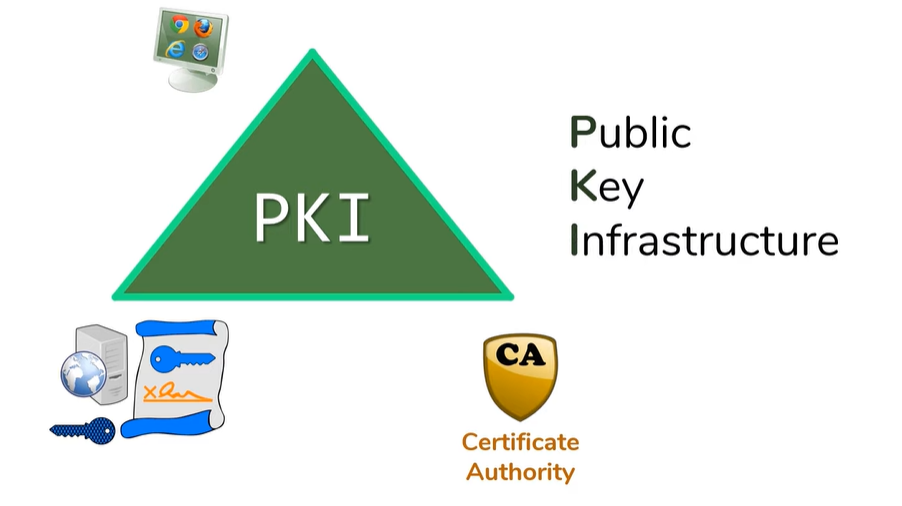 PKI
Public
Key
Infrastructure
CA
Certificate
Authority